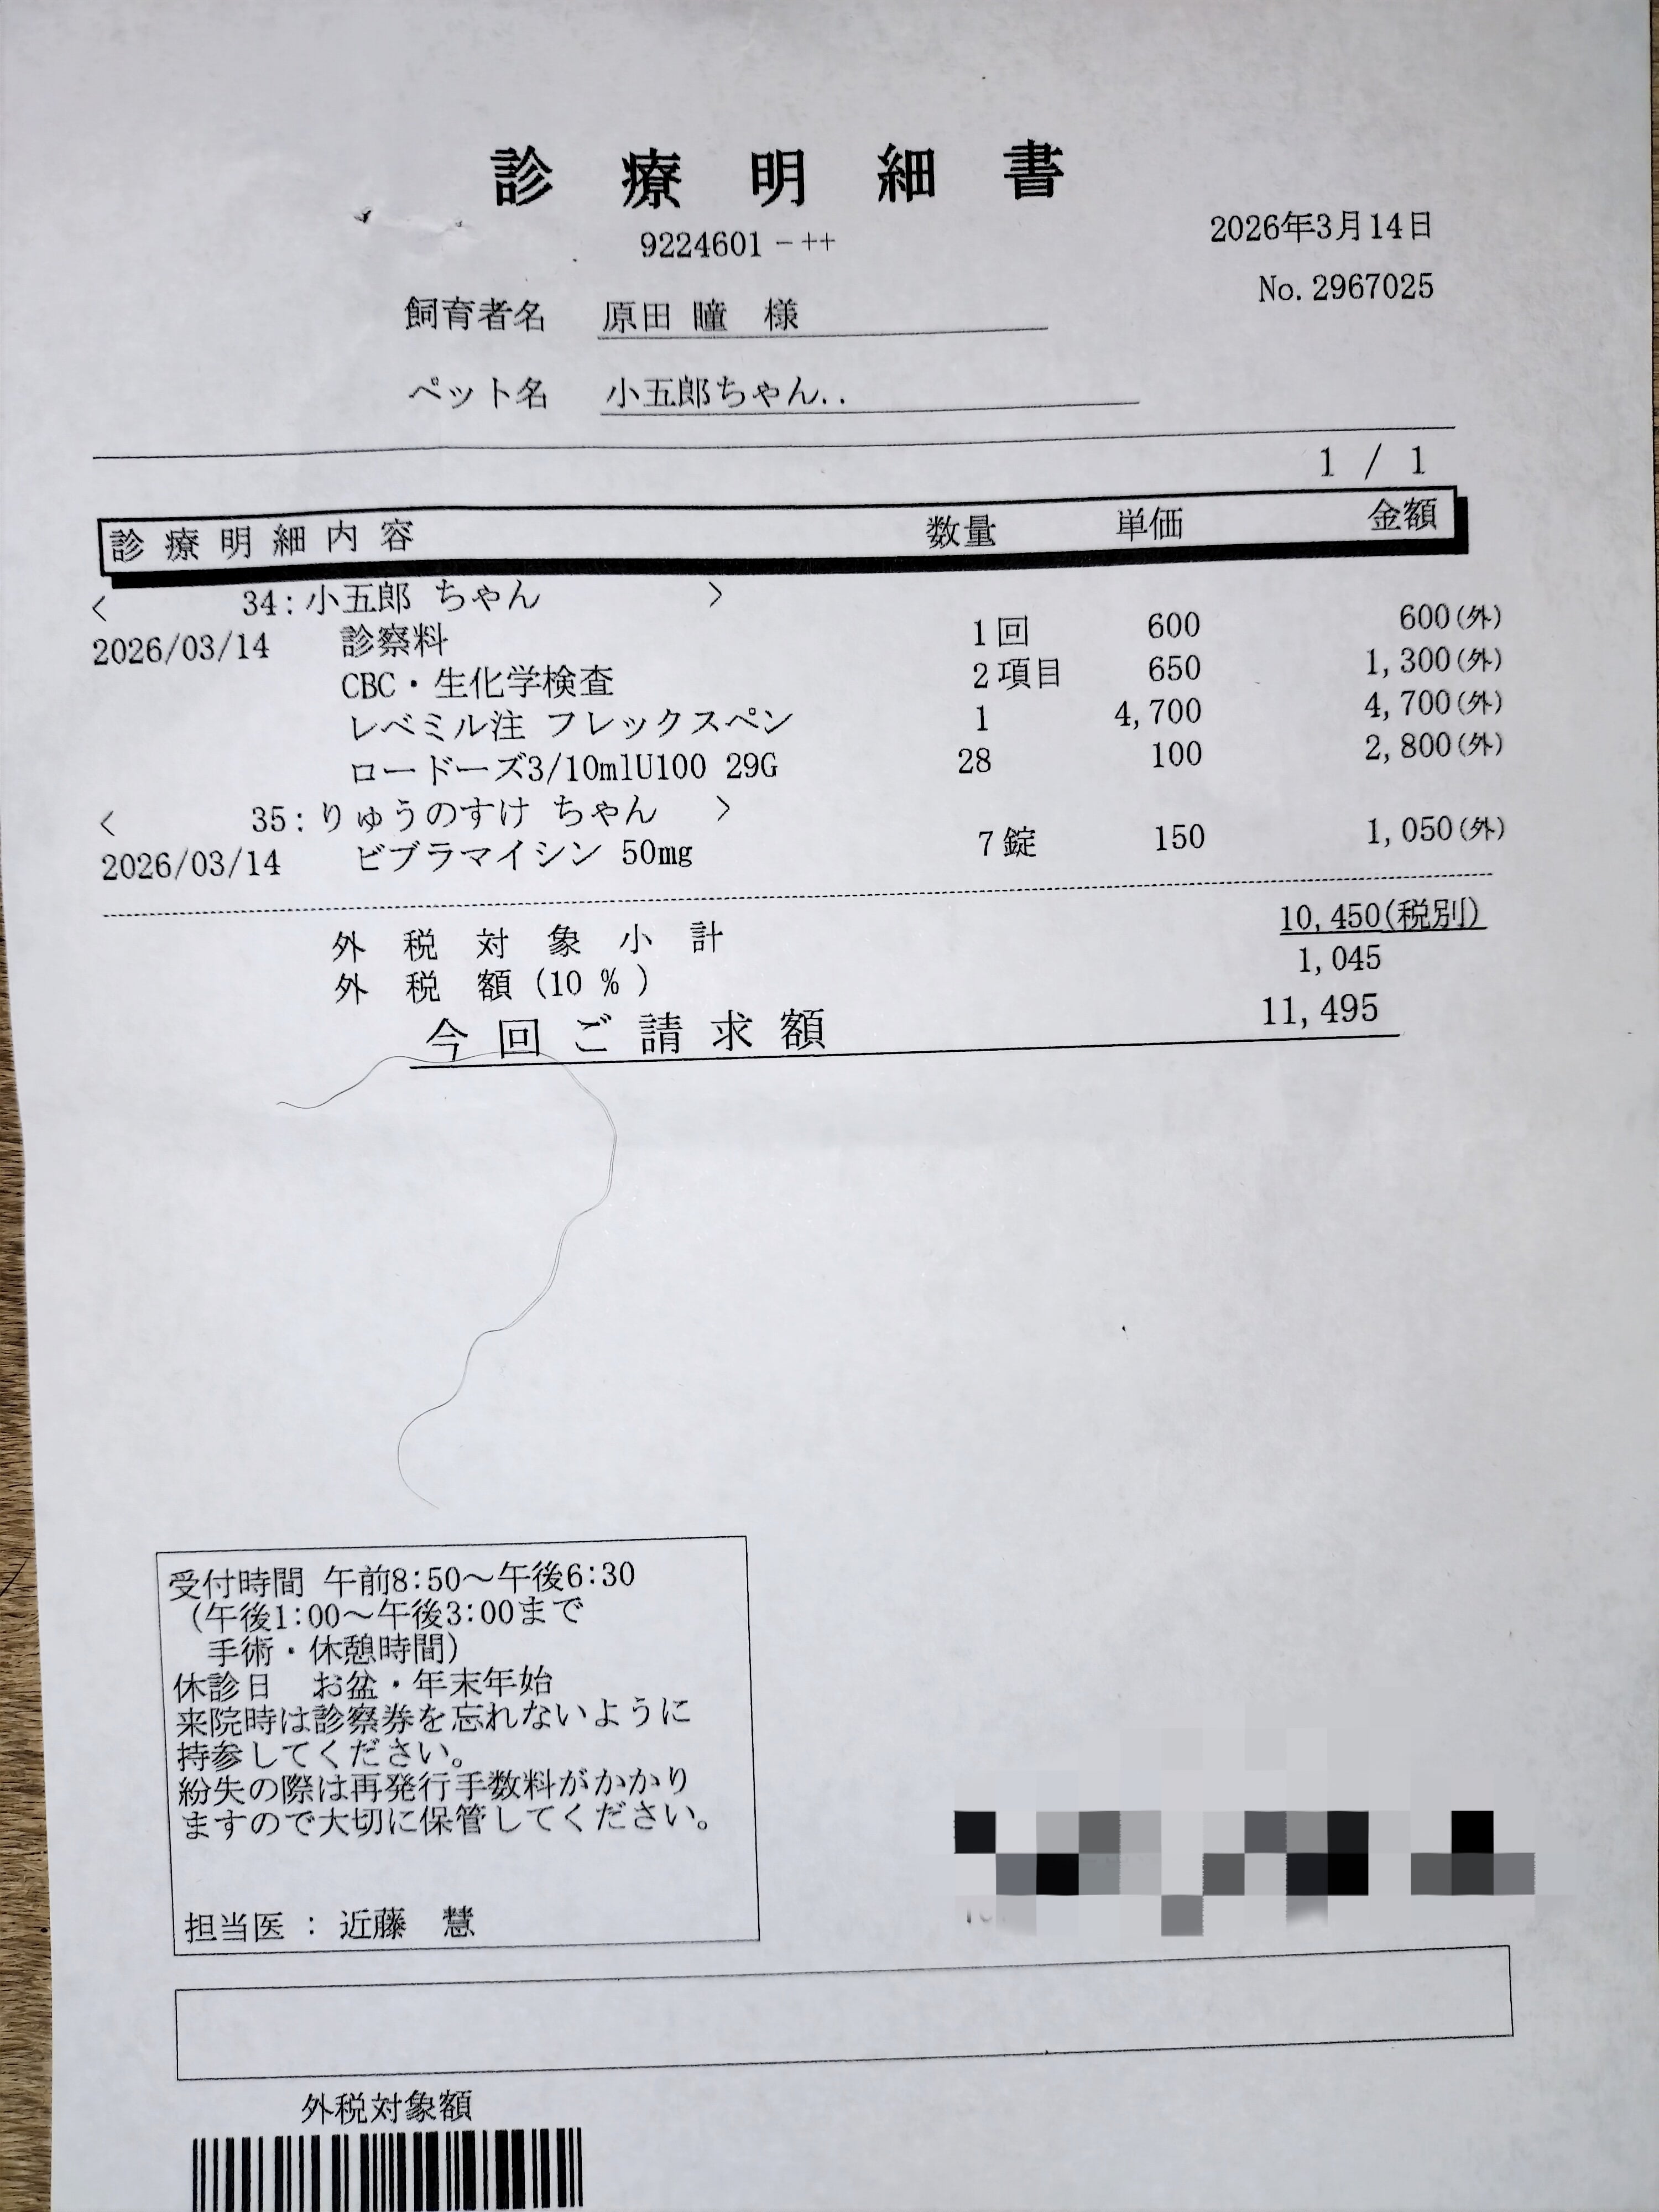 診療明細書
9224601-++
2026年3月14日
No.2967025
飼育者名 原田 瞳 様
ペット名 小五郎ちゃん..
1 / 1
診療明細内容 数量 単価 金額
< 34:小五郎 ちゃん >
2026/03/14 診察料 1回 600 600(外)
CBC・生化学検査 2項目 650 1,300(外)
レベミル注 フレックスペン 1 4,700 4,700(外)
ロードーズ3/10mlU100 29G 28 100 2,800(外)
< 35:りゅうのすけ ちゃん >
2026/03/14 ビブラマイシン 50mg 7錠 150 1,050(外)
外税対象小計 10,450(税別)
外税額(10%) 1,045
今回ご請求額 11,495
受付時間 午前8:50～午後6:30
(午後1:00～午後3:00まで
手術・休憩時間)
休診日 お盆・年末年始
来院時は診察券を忘れないように
持参してください。
紛失の際は再発行手数料がかかり
ますので大切に保管してください。
担当医 : 近藤 慧
外税対象額